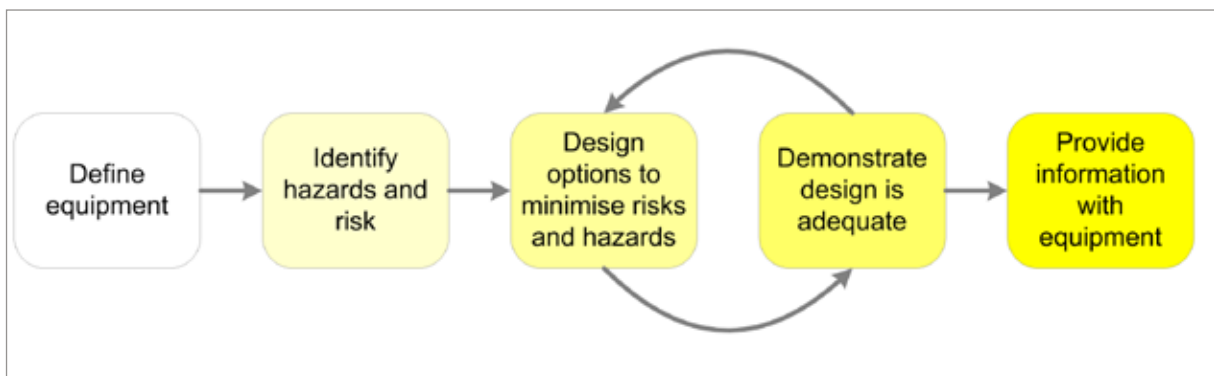 Define
equipment
Identify
hazards and
risk
Design
options to
minimise risks
and hazards
Demonstrate
design is
adequate
Provide
information
with
equipment